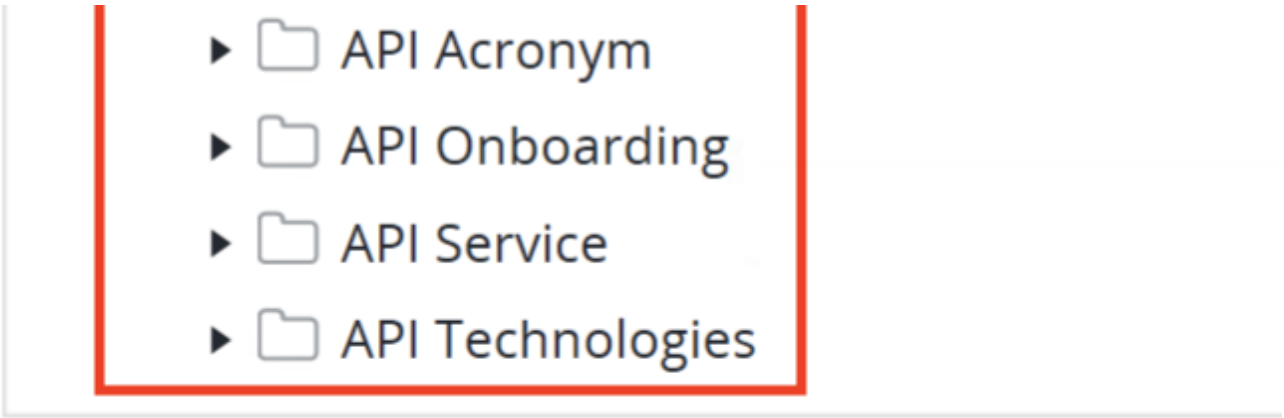 API Acronym
API Onboarding
API Service
API Technologies